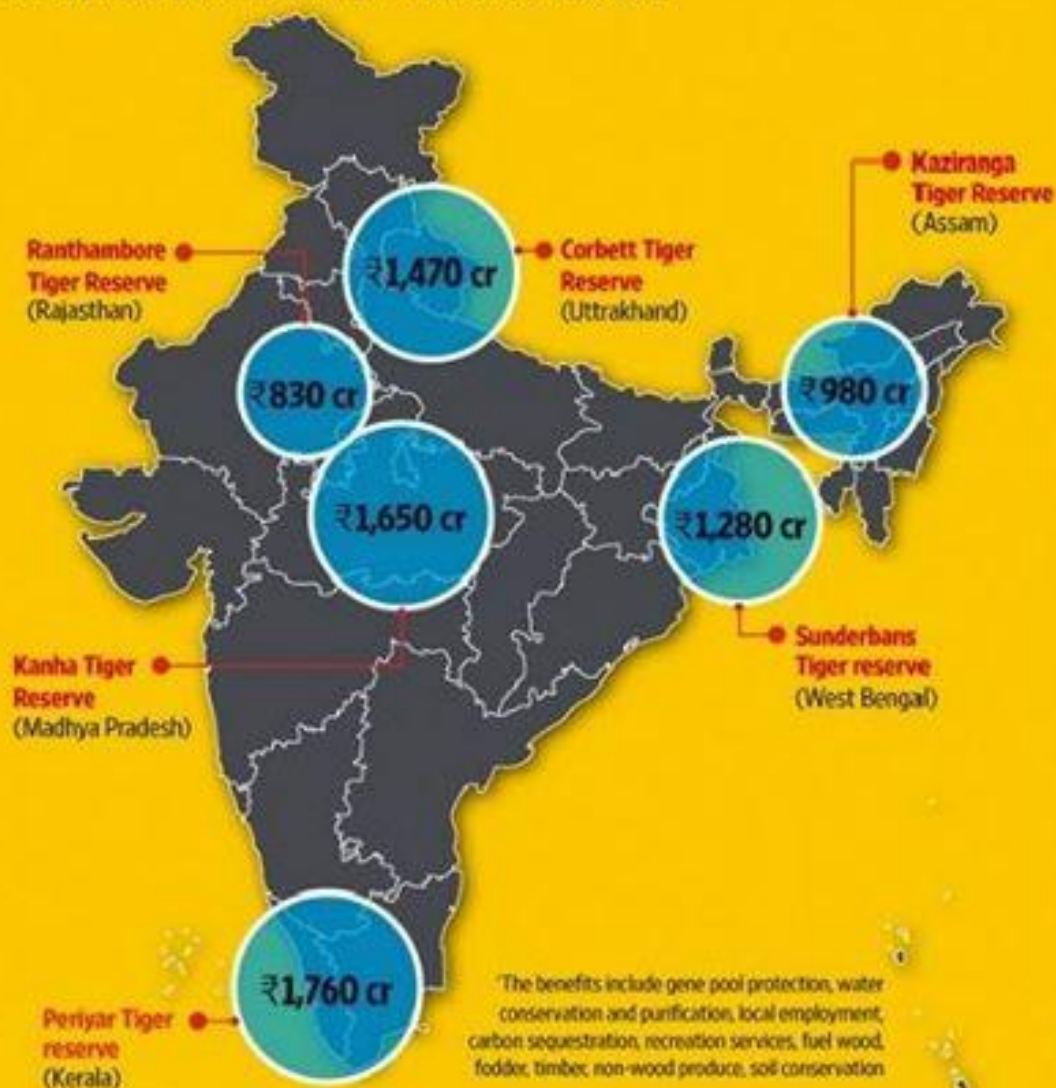 Kaziranga
Tiger Reserve
(Assam)
Ranthambore
Tiger Reserve
(Rajasthan)
₹1,470 cr
Corbett Tiger
Reserve
(Uttrakhand)
₹830 cr
₹980 cr
₹1,650 cr
₹1,280 cr
Kanha Tiger
Reserve
(Madhya Pradesh)
Sunderbans
Tiger reserve
(West Bengal)
₹1,760 cr
Periyar Tiger
reserve
(Kerala)
'The benefits include gene pool protection, water
conservation and purification, local employment,
carbon sequestration, recreation services, fuel wood,
fodder, timber, non-wood produce, soil conservation